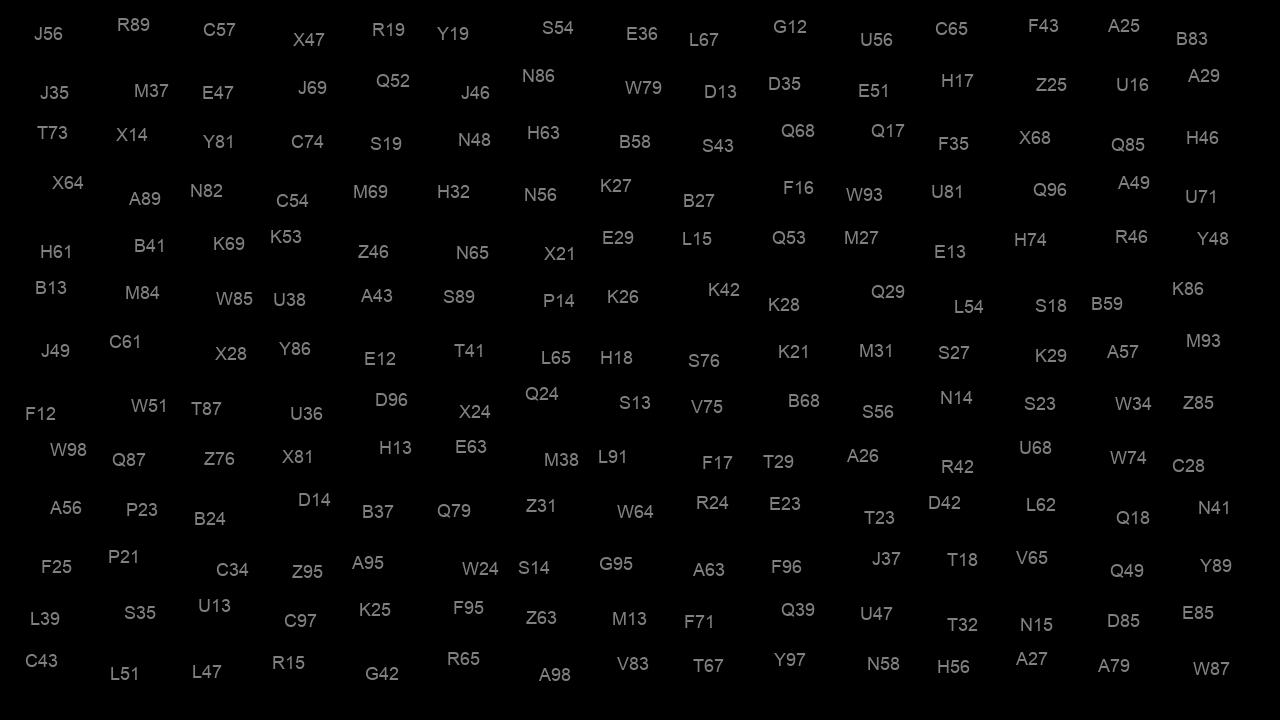 J56 R89 C57 X47 R19 Y19 S54 E36 L67 G12 U56 C65 F43 A25 B83
J35 M37 E47 J69 Q52 J46 N86 W79 D13 D35 E51 H17 Z25 U16 A29
T73 X14 Y81 C74 S19 N48 H63 B58 S43 Q68 Q17 F35 X68 Q85 H46
X64 A89 N82 C54 M69 H32 N56 K27 B27 F16 W93 U81 Q96 A49 U71
H61 B41 K69 K53 Z46 N65 X21 E29 L15 Q53 M27 E13 H74 R46 Y48
B13 M84 W85 U38 A43 S89 P14 K26 K42 K28 Q29 L54 S18 B59 K86
J49 C61 X28 Y86 E12 T41 L65 H18 S76 K21 M31 S27 K29 A57 M93
F12 W51 T87 U36 D96 X24 Q24 S13 V75 B68 S56 N14 S23 W34 Z85
W98 Q87 Z76 X81 H13 E63 M38 L91 F17 T29 A26 R42 U68 W74 C28
A56 P23 B24 D14 B37 Q79 Z31 W64 R24 E23 T23 D42 L62 Q18 N41
F25 P21 C34 Z95 A95 W24 S14 G95 A63 F96 J37 T18 V65 Q49 Y89
L39 S35 U13 C97 K25 F95 Z63 M13 F71 Q39 U47 T32 N15 D85 E85
C43 L51 L47 R15 G42 R65 A98 V83 T67 Y97 N58 H56 A27 A79 W87